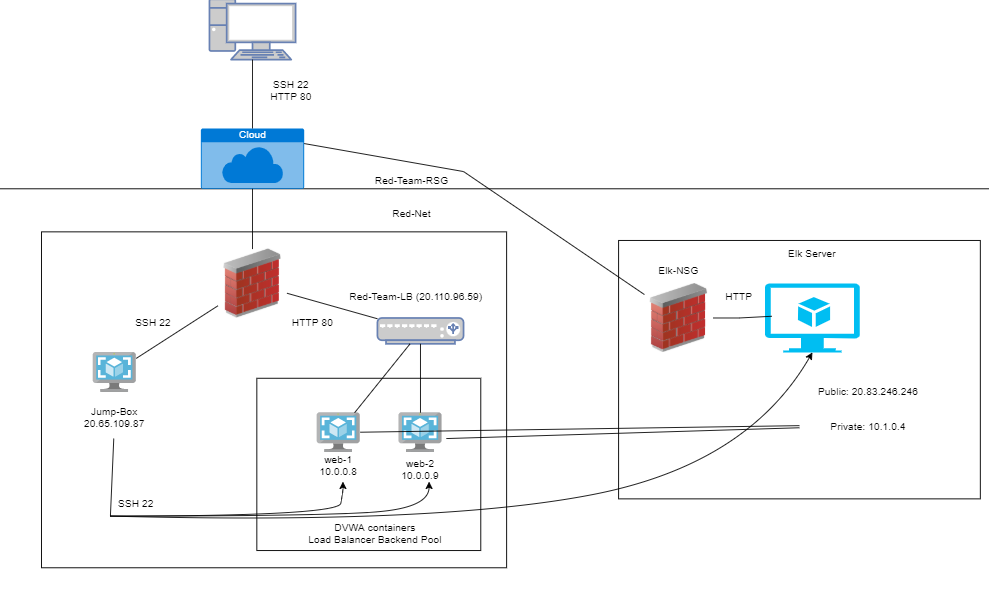 SSH 22
HTTP 80
Cloud
Red-Team-RSG
Red-Net
Elk Server
Elk-NSG
HTTP
Red-Team-LB (20.110.96.59)
SSH 22
HTTP 80
Jump-Box
20.65.109.87
Public: 20.83.246.246
Private: 10.1.0.4
web-1
10.0.0.8
web-2
10.0.0.9
SSH 22
DVWA containers
Load Balancer Backend Pool